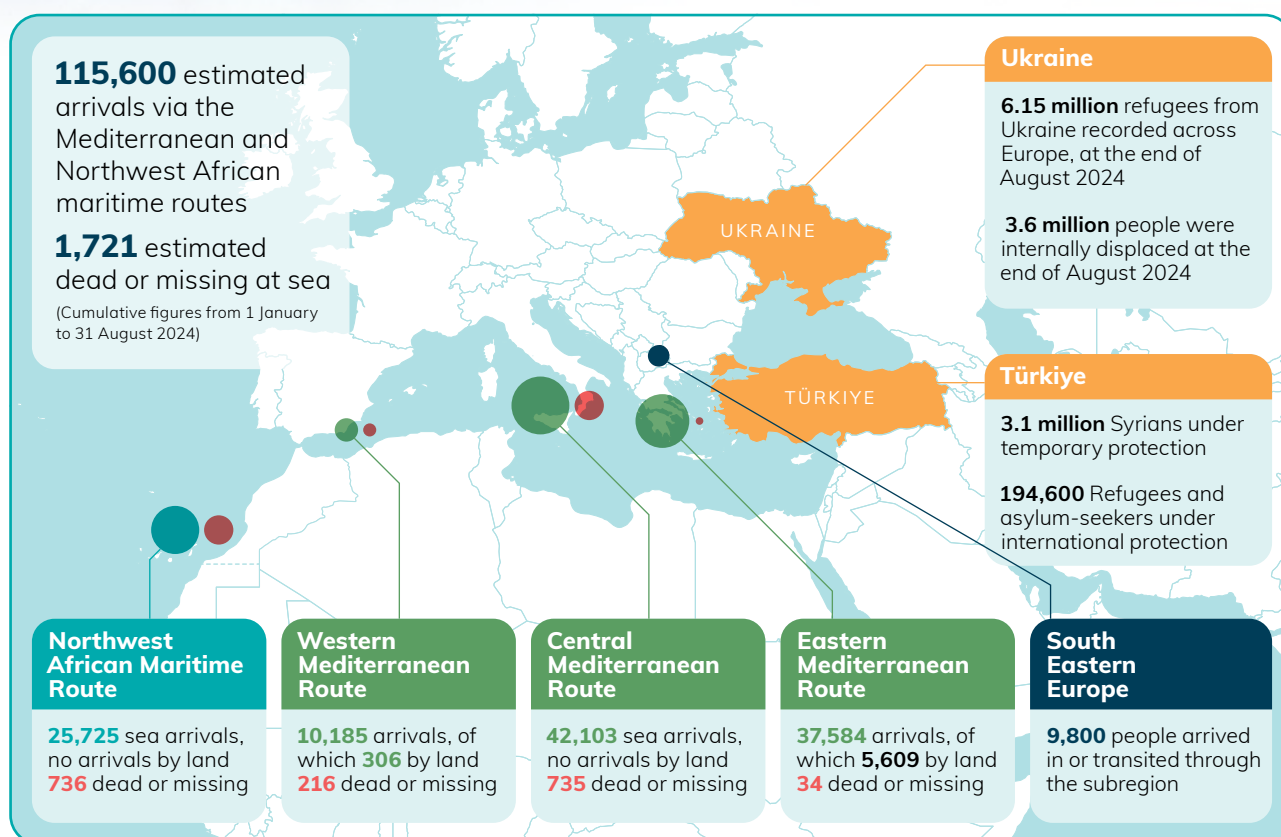 115,600 estimated
arrivals via the
Mediterranean and
Northwest African
maritime routes
1,721 estimated
dead or missing at sea
(Cumulative figures from 1 January
to 31 August 2024)
Ukraine
6.15 million refugees from
Ukraine recorded across
Europe, at the end of
August 2024
3.6 million people were
internally displaced at the
end of August 2024
UKRAINE
Türkiye
3.1 million Syrians under
temporary protection
194,600 Refugees and
asylum-seekers under
international protection
TÜRKIYE
Northwest
African Maritime
Route
25,725 sea arrivals,
no arrivals by land
736 dead or missing
Western
Mediterranean
Route
10,185 arrivals, of
which 306 by land
216 dead or missing
Central
Mediterranean
Route
42,103 sea arrivals,
no arrivals by land
735 dead or missing
Eastern
Mediterranean
Route
37,584 arrivals, of
which 5,609 by land
34 dead or missing
South
Eastern
Europe
9,800 people arrived
in or transited through
the subregion